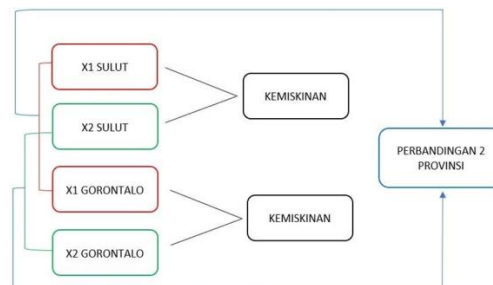 X1 SULUT
KEMISKINAN
X2 SULUT
PERBANDINGAN 2
PROVINSI
X1 GORONTALO
KEMISKINAN
X2 GORONTALO